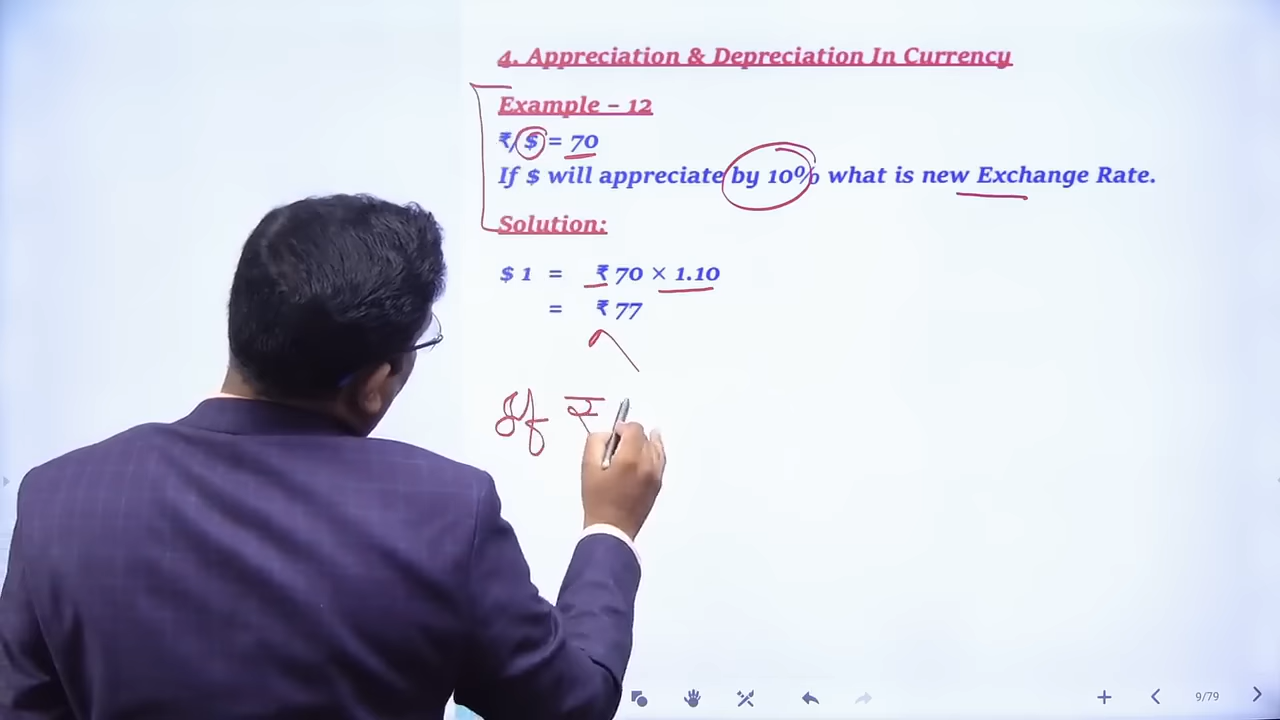 4. Appreciation & Depreciation In Currency
Example – 12
₹/$ = 70
If $ will appreciate by 10% what is new Exchange Rate.
Solution:
$ 1 = ₹ 70 × 1.10
= ₹ 77
If ₹
9/79